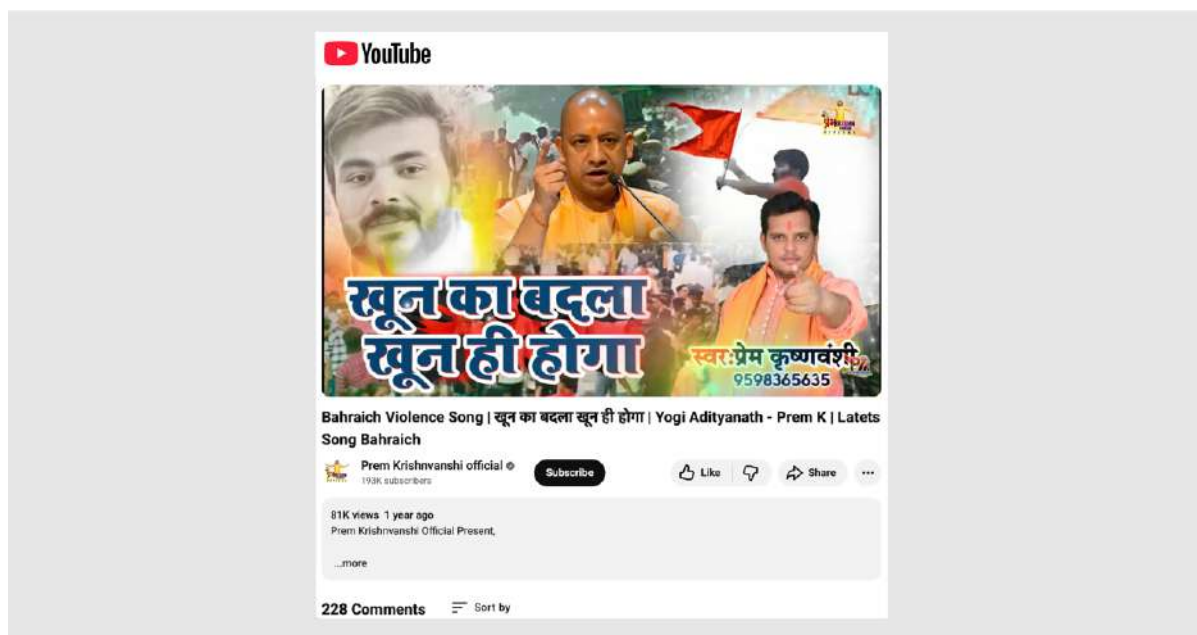 YouTube
खून का बदला
खून ही होगा
स्वर:प्रेम कृष्णवंशी
9598365635
Bahraich Violence Song | खून का बदला खून ही होगा | Yogi Adityanath - Prem K | Latets
Song Bahraich
Prem Krishnvanshi official
193K subscribers
Subscribe
Like
Share
81K views 1 year ago
Prem Krishnvanshi Official Present,
...more
228 Comments
Sort by